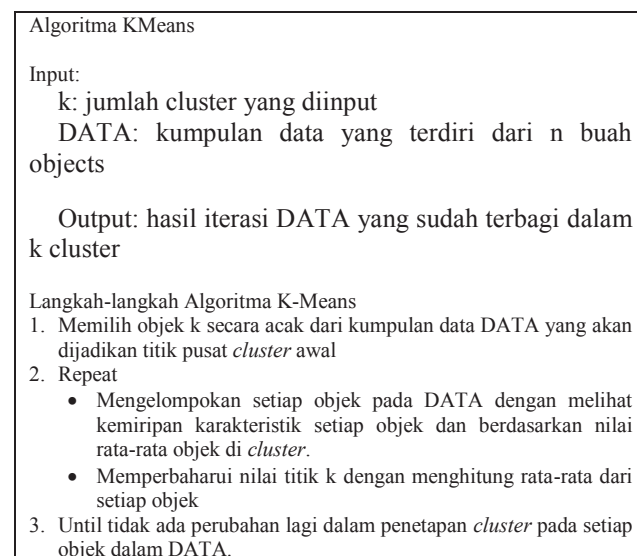 Algoritma KMeans
Input:
k: jumlah cluster yang diinput
DATA: kumpulan data yang terdiri dari n buah
objects
Output: hasil iterasi DATA yang sudah terbagi dalam
k cluster
Langkah-langkah Algoritma K-Means
1. Memilih objek k secara acak dari kumpulan data DATA yang akan
dijadikan titik pusat cluster awal
2. Repeat
• Mengelompokan setiap objek pada DATA dengan melihat
kemiripan karakteristik setiap objek dan berdasarkan nilai
rata-rata objek di cluster.
• Memperbaharui nilai titik k dengan menghitung rata-rata dari
setiap objek
3. Until tidak ada perubahan lagi dalam penetapan cluster pada setiap
objek dalam DATA.